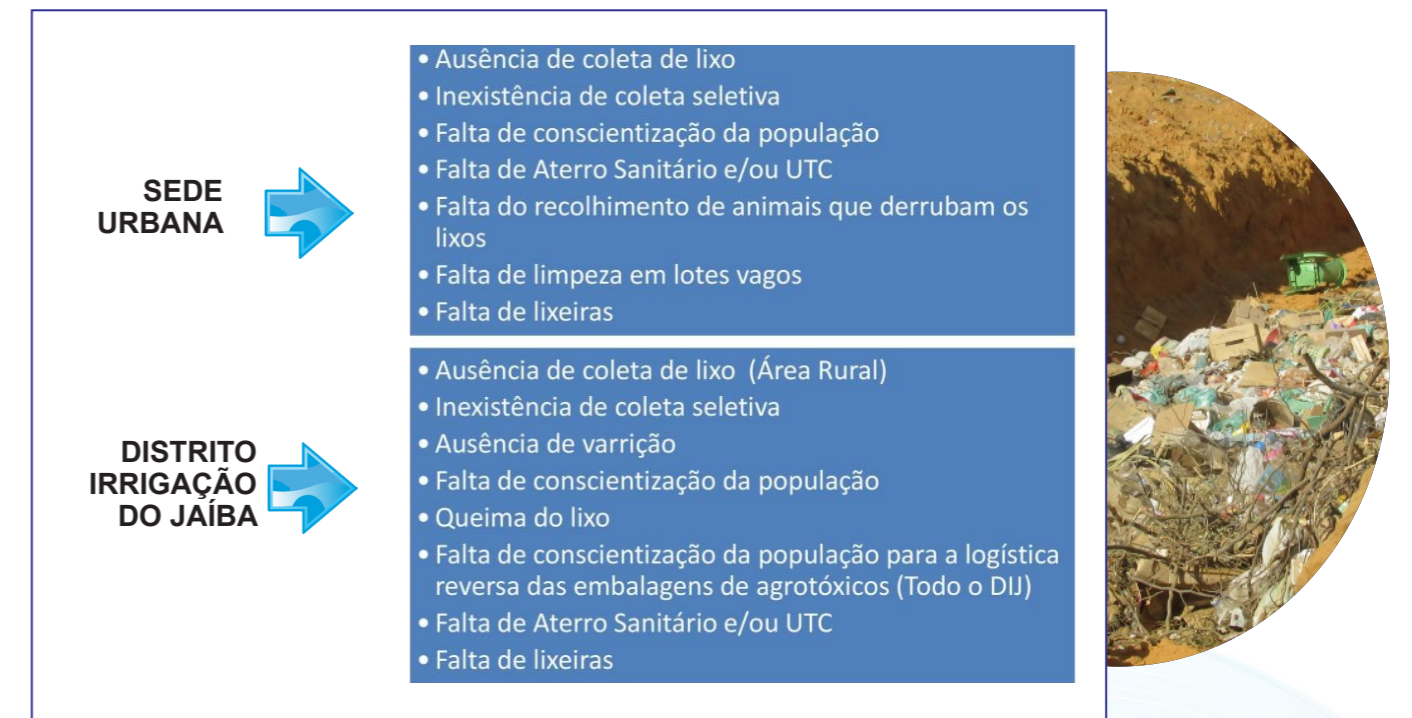 SEDE
URBANA
• Ausência de coleta de lixo
• Inexistência de coleta seletiva
• Falta de conscientização da população
• Falta de Aterro Sanitário e/ou UTC
• Falta do recolhimento de animais que derrubam os
lixos
• Falta de limpeza em lotes vagos
• Falta de lixeiras
DISTRITO
IRRIGAÇÃO
DO JAÍBA
• Ausência de coleta de lixo (Área Rural)
• Inexistência de coleta seletiva
• Ausência de varrição
• Falta de conscientização da população
• Queima do lixo
• Falta de conscientização da população para a logística
reversa das embalagens de agrotóxicos (Todo o DIJ)
• Falta de Aterro Sanitário e/ou UTC
• Falta de lixeiras